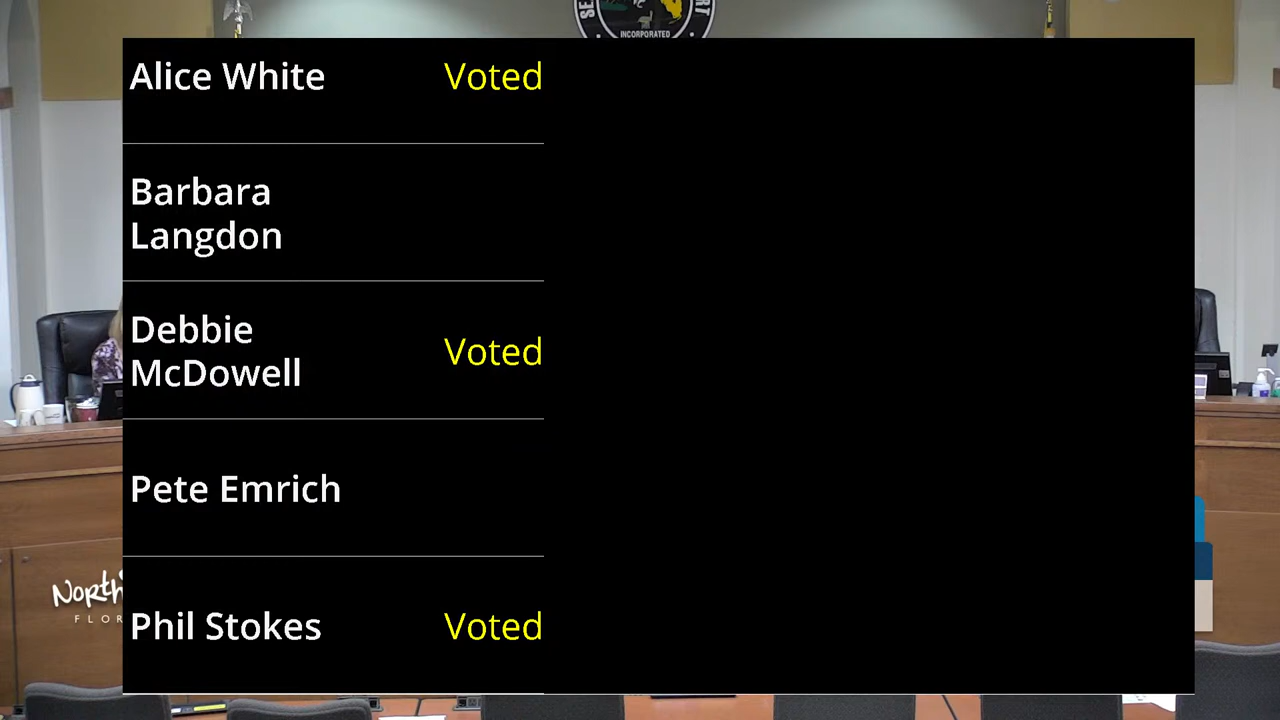 INCORPORATED
Alice White Voted
Barbara
Langdon
Debbie
McDowell Voted
Pete Emrich
North
FLOR
Phil Stokes Voted